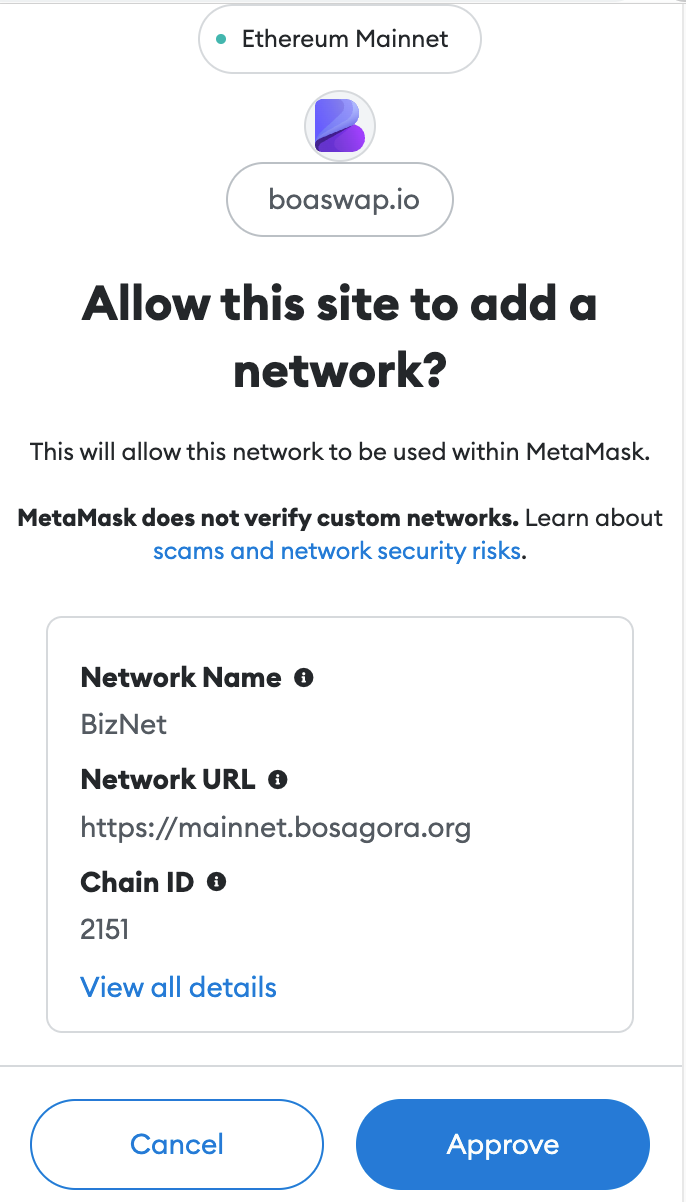 Ethereum Mainnet
boaswap.io
Allow this site to add a
network?
This will allow this network to be used within MetaMask.
MetaMask does not verify custom networks. Learn about
scams and network security risks.
Network Name
BizNet
Network URL
https://mainnet.bosagora.org
Chain ID
2151
View all details
Cancel
Approve